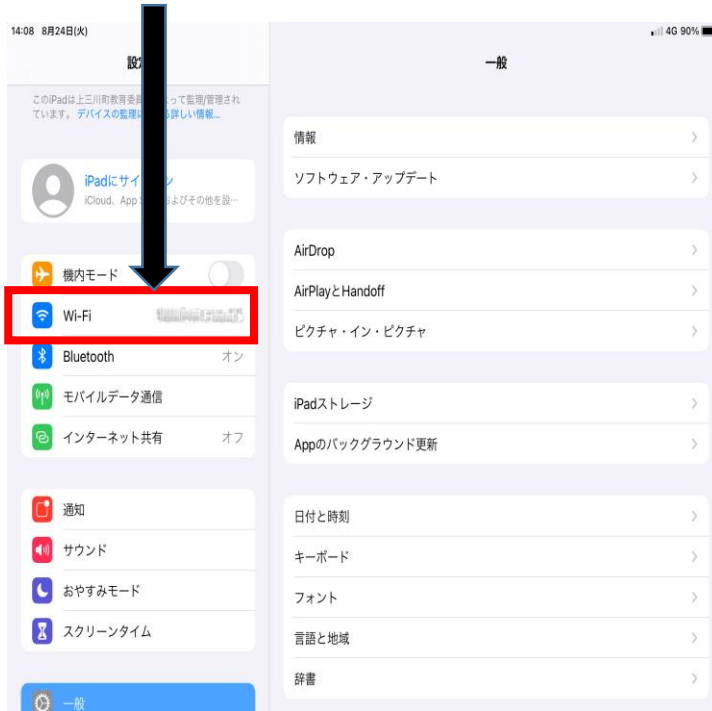 14:08 8月24日(火)
4G 90%
設
一般
このiPadは上三川町教育委
って監理/管理され
ています。デバイスの監理に
る詳しい情報...
iPadにサイ
ン
iCloud、App
およびその他を設…
機内モード
Wi-Fi
Bluetooth
オン
モバイルデータ通信
インターネット共有
オフ
通知
サウンド
おやすみモード
スクリーンタイム
一般
情報
ソフトウェア・アップデート
AirDrop
AirPlayとHandoff
ピクチャ・イン・ピクチャ
iPadストレージ
Appのバックグラウンド更新
日付と時刻
キーボード
フォント
言語と地域
辞書